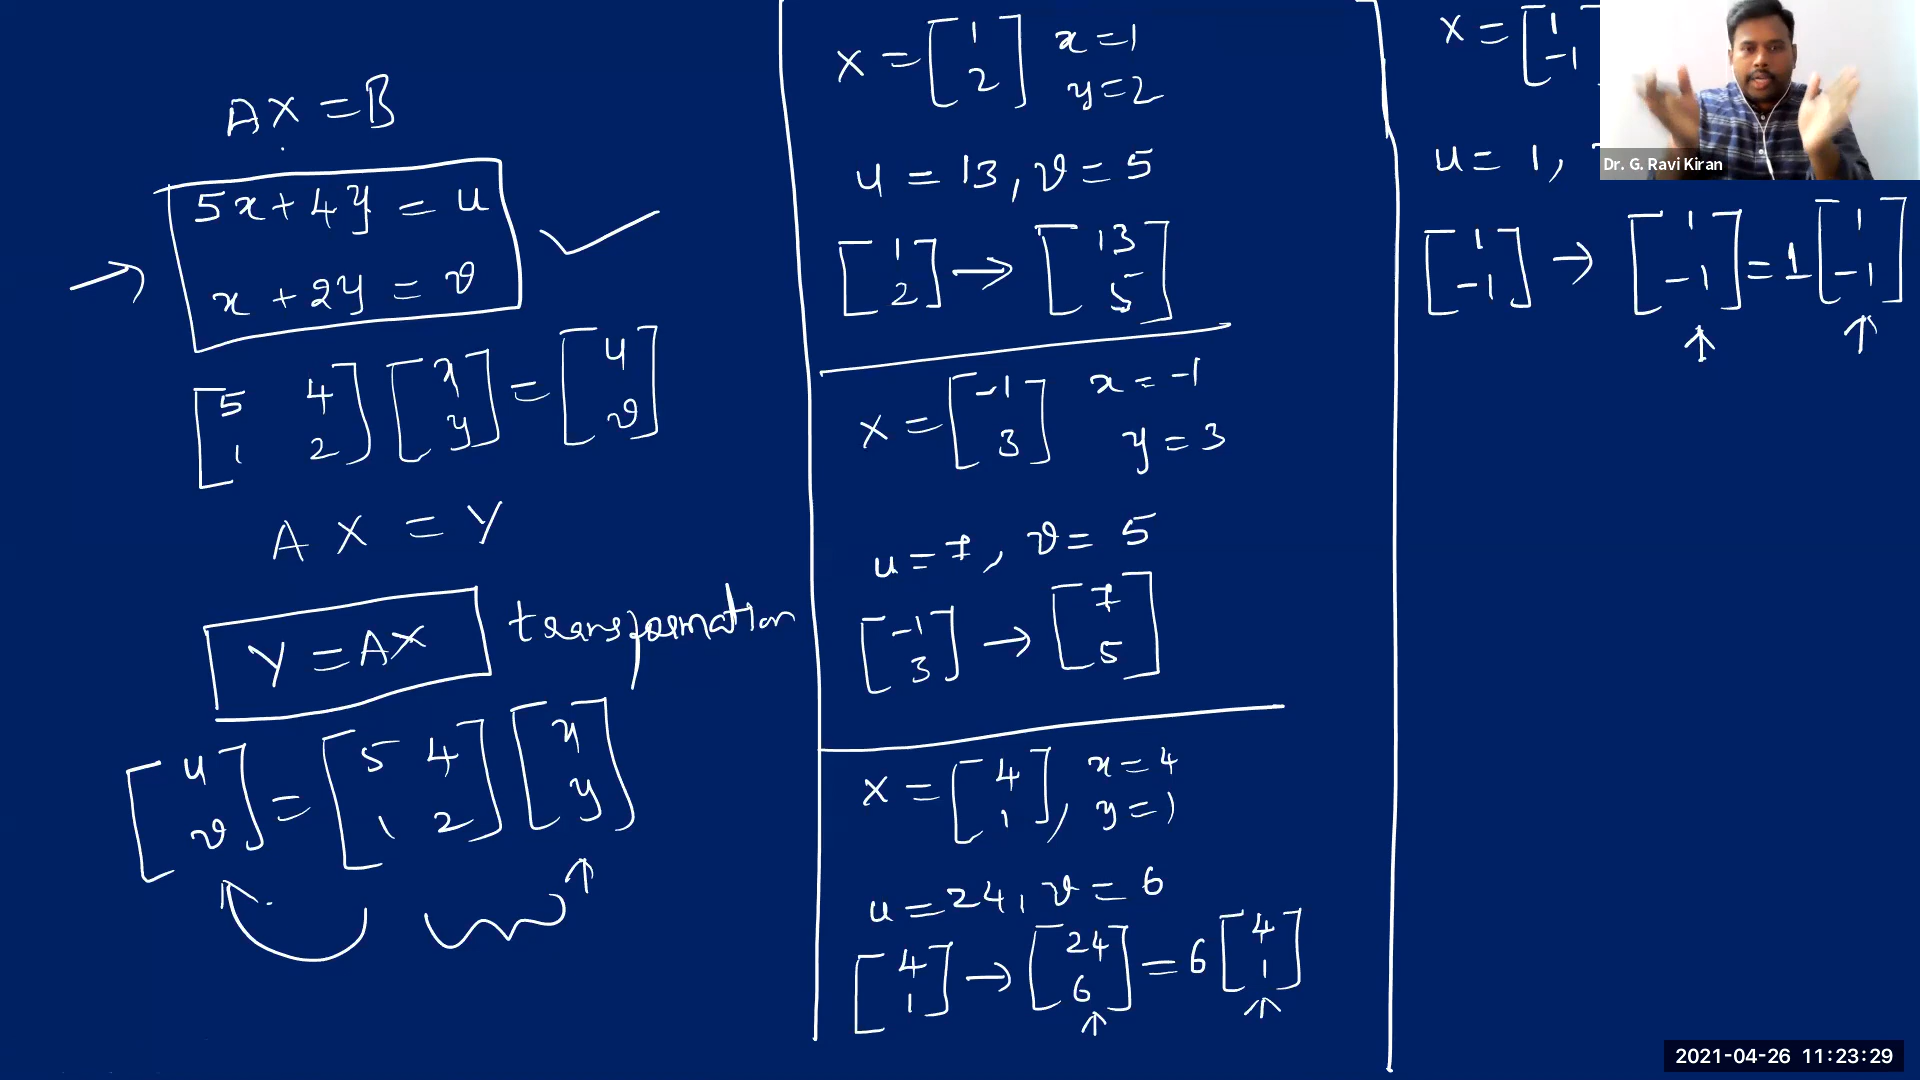 AX = B
5x + 4y = u
x + 2y = v
[5 4; 1 2] [x; y] = [u; v]
A X = Y
Y = AX transformation
[u; v] = [5 4; 1 2] [x; y]
X = [1; 2] x = 1
y = 2
u = 13, v = 5
[1; 2] → [13; 5]
X = [-1; 3] x = -1
y = 3
u = 7, v = 5
[-1; 3] → [7; 5]
X = [4; 1], x = 4
y = 1
u = 24, v = 6
[4; 1] → [24; 6] = 6 [4; 1]
X = [1; -1
u = 1,
[1; -1] → [1; -1] = 1 [1; -1]
Dr. G. Ravi Kiran
2021-04-26 11:23:29